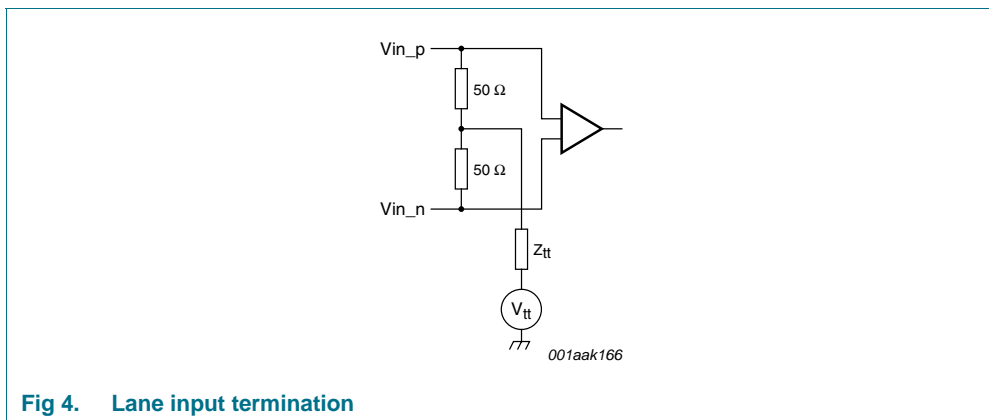 Vin_p
50 Ω
50 Ω
Vin_n
Ztt
Vtt
001aak166
Fig 4. Lane input termination